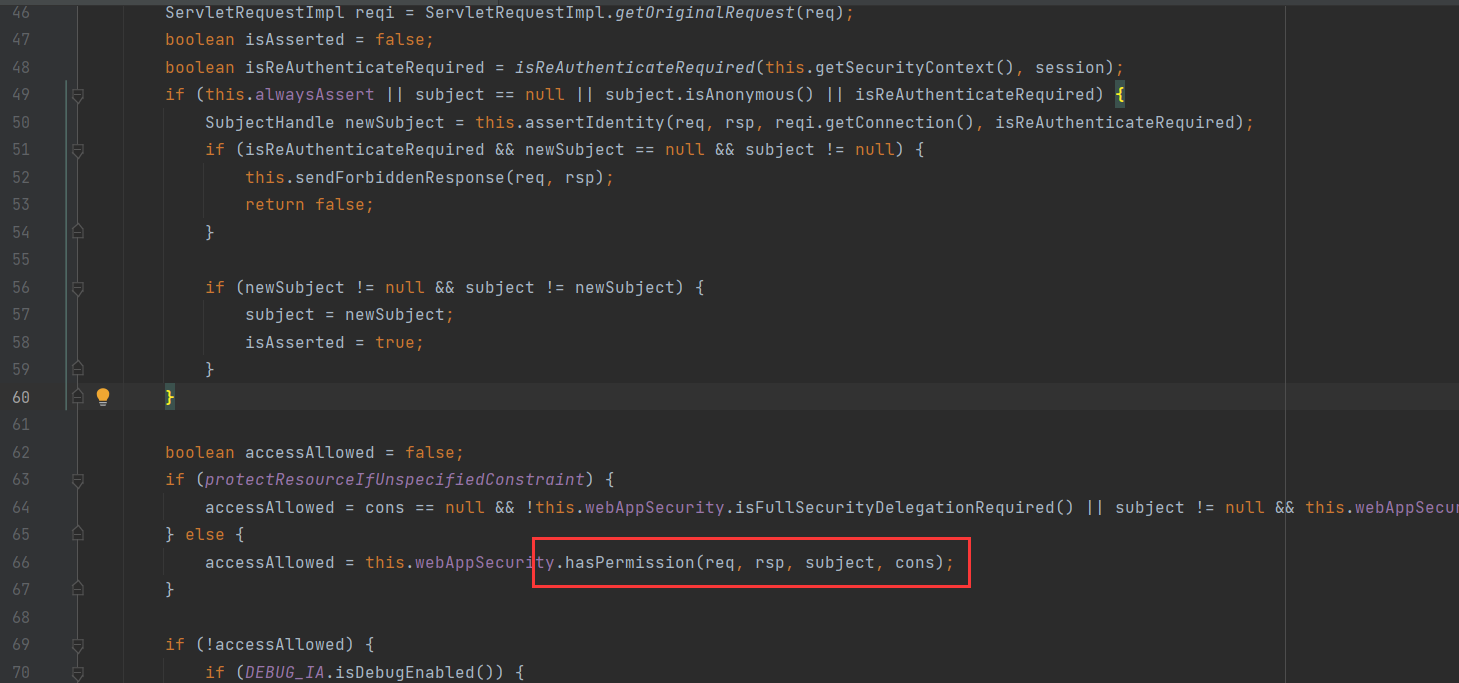 46 ServletRequestImpl reqi = ServletRequestImpl.getOriginalRequest(req);
47 boolean isAsserted = false;
48 boolean isReAuthenticateRequired = isReAuthenticateRequired(this.getSecurityContext(), session);
49 if (this.alwaysAssert || subject == null || subject.isAnonymous() || isReAuthenticateRequired) {
50 SubjectHandle newSubject = this.assertIdentity(req, rsp, reqi.getConnection(), isReAuthenticateRequired);
51 if (isReAuthenticateRequired && newSubject == null && subject != null) {
52 this.sendForbiddenResponse(req, rsp);
53 return false;
54 }
55
56 if (newSubject != null && subject != newSubject) {
57 subject = newSubject;
58 isAsserted = true;
59 }
60 }
61
62 boolean accessAllowed = false;
63 if (protectResourceIfUnspecifiedConstraint) {
64 accessAllowed = cons == null && !this.webAppSecurity.isFullSecurityDelegationRequired() || subject != null && this.webAppSecur
65 } else {
66 accessAllowed = this.webAppSecurity.hasPermission(req, rsp, subject, cons);
67 }
68
69 if (!accessAllowed) {
70 if (DEBUG_IA.isDebugEnabled()) {